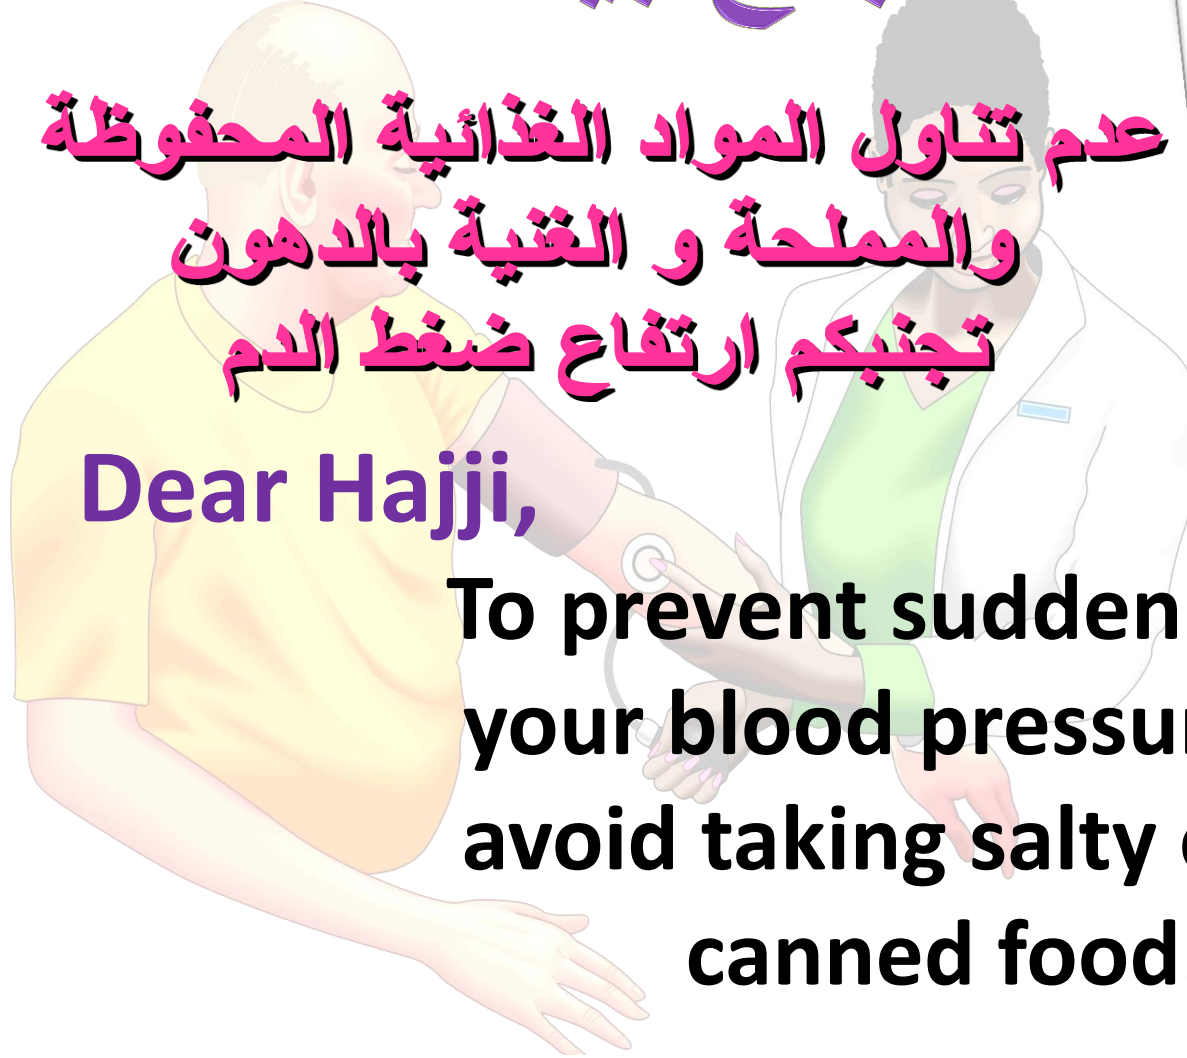 عدم تناول المواد الغذائية المحفوظة
والمملحة و الغنية بالدهون
تجنبكم ارتفاع ضغط الدم
Dear Hajji,
To prevent sudden
your blood
avoid taking salty
canned food